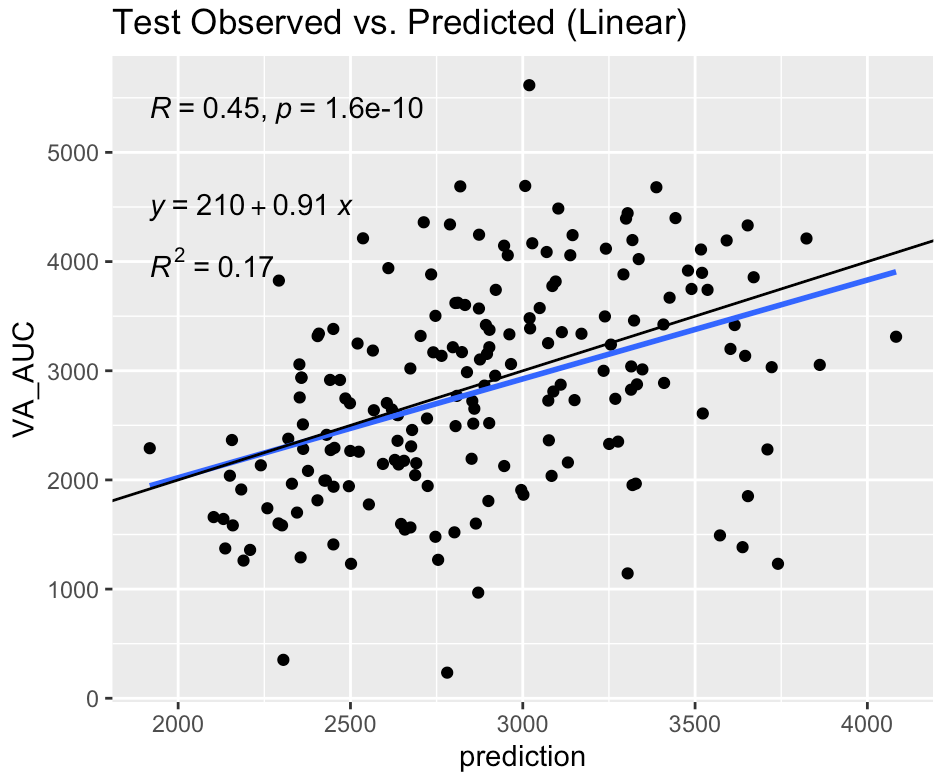 Test Observed vs. Predicted (Linear)
R = 0.45, p = 1.6e-10
y = 210 + 0.91 x
R² = 0.17
VA_AUC
5000
4000
3000
2000
1000
0
2000 2500 3000 3500 4000
prediction